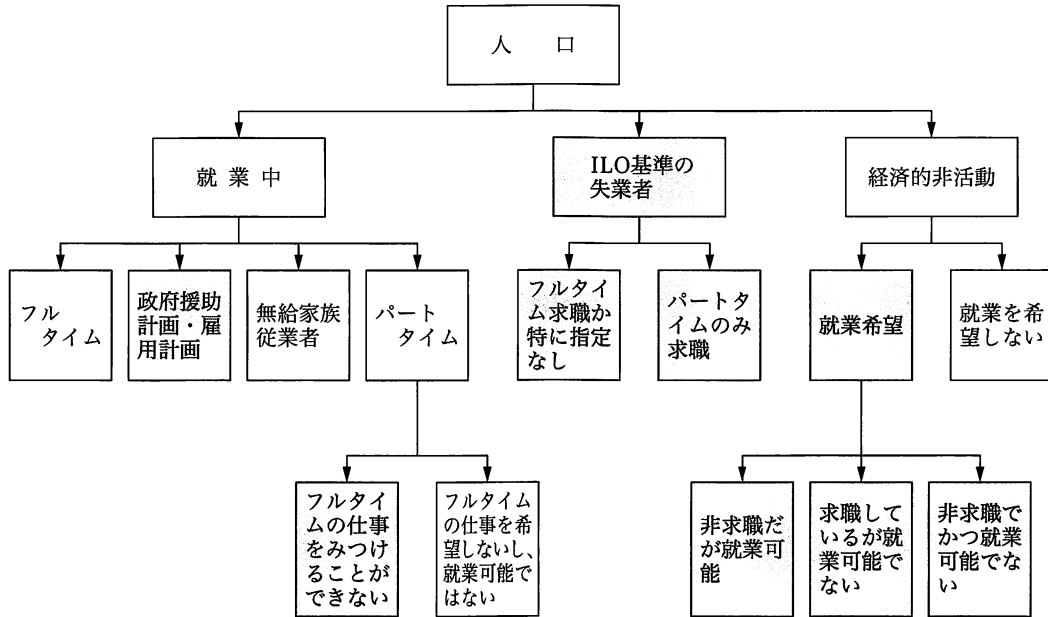 人　　口
就 業 中
ILO基準の
失業者
経済的非活動
フル
タイム
政府援助
計画・雇
用計画
無給家族
従業者
パート
タイム
フルタイ
ム求職か
特に指定
なし
パートタ
イムのみ
求職
就業希望
就業を希
望しない
フルタイ
ムの仕事
をみつけ
ることが
できない
フルタイム
の仕事を希
望しないし、
就業可能で
はない
非求職だ
が就業可
能
求職して
いるが就
業可能で
ない
非求職で
かつ就業
可能でな
い